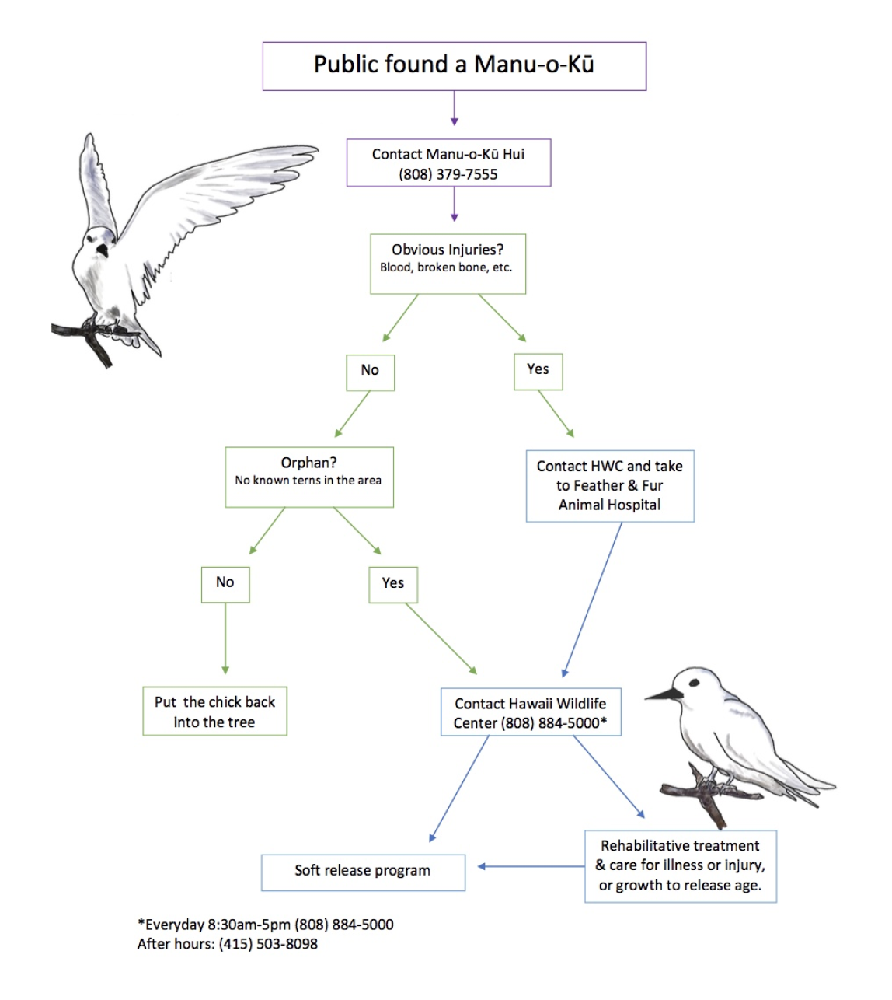 Public found a Manu-o-Kū
Contact Manu-o-Kū Hui
(808) 379-7555
Obvious Injuries?
Blood, broken bone, etc.
No
Yes
Orphan?
No known terns in the area
Contact HWC and take
to Feather & Fur
Animal Hospital
No
Yes
Put the chick back
into the tree
Contact Hawaii Wildlife
Center (808) 884-5000*
Soft release program
Rehabilitative treatment
& care for illness or injury,
or growth to release age.
*Everyday 8:30am-5pm (808) 884-5000
After hours: (415) 503-8098